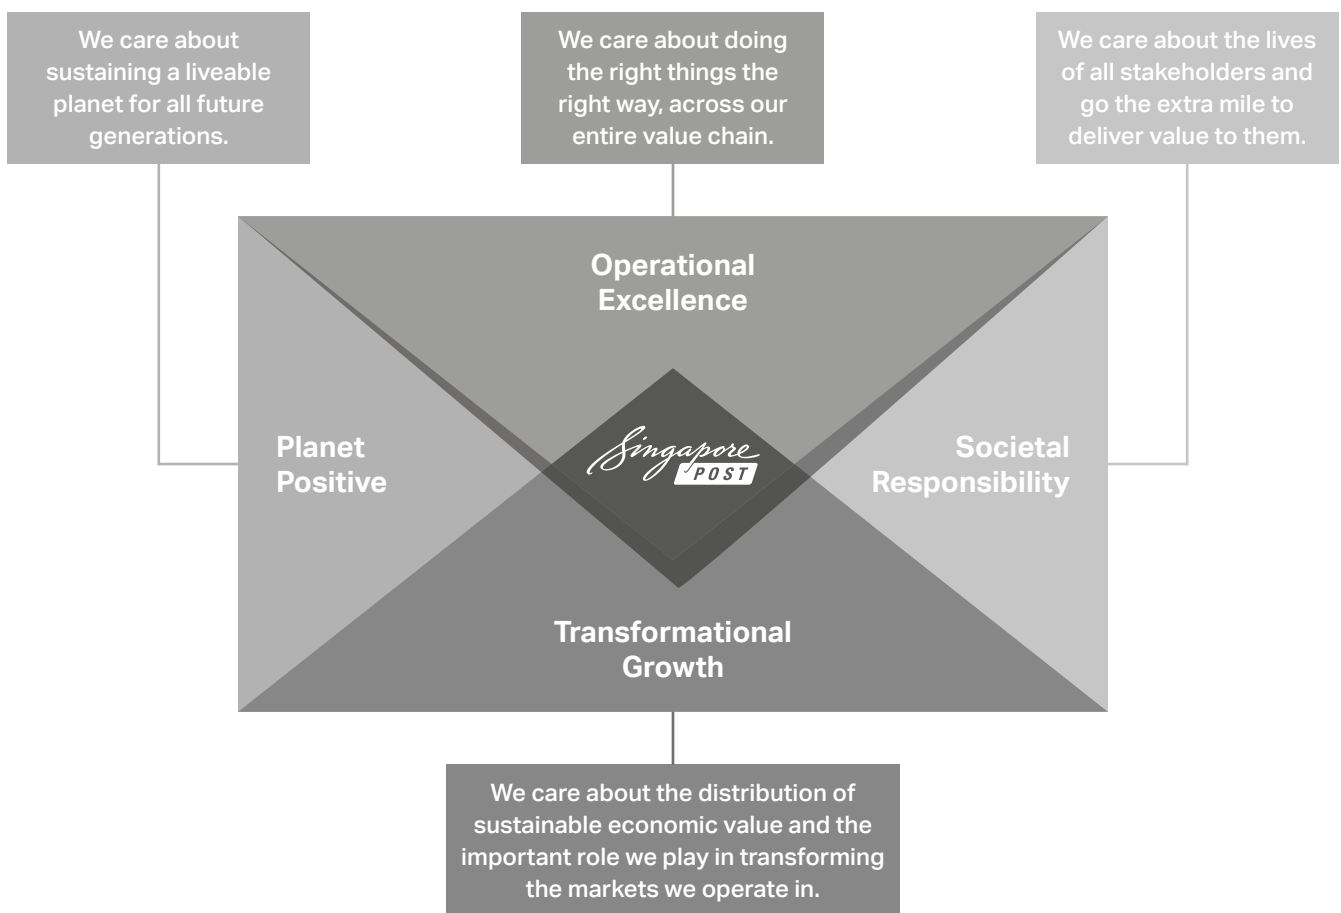 We care about
sustaining a liveable
planet for all future
generations.
We care about doing
the right things the
right way, across our
entire value chain.
We care about the lives
of all stakeholders and
go the extra mile to
deliver value to them.
Operational
Excellence
Planet
Positive
Singapore
POST
Societal
Responsibility
Transformational
Growth
We care about the distribution of
sustainable economic value and the
important role we play in transforming
the markets we operate in.